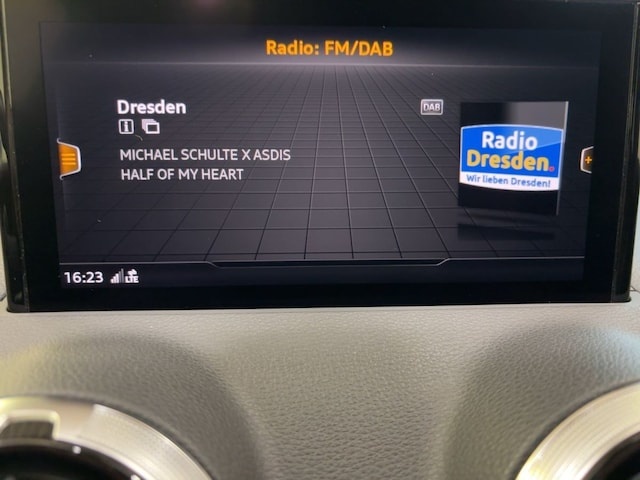 Radio: FM/DAB
Dresden
DAB
MICHAEL SCHULTE X ASDIS
HALF OF MY HEART
Radio
Dresden.
Wir lieben Dresden!
16:23 LTE